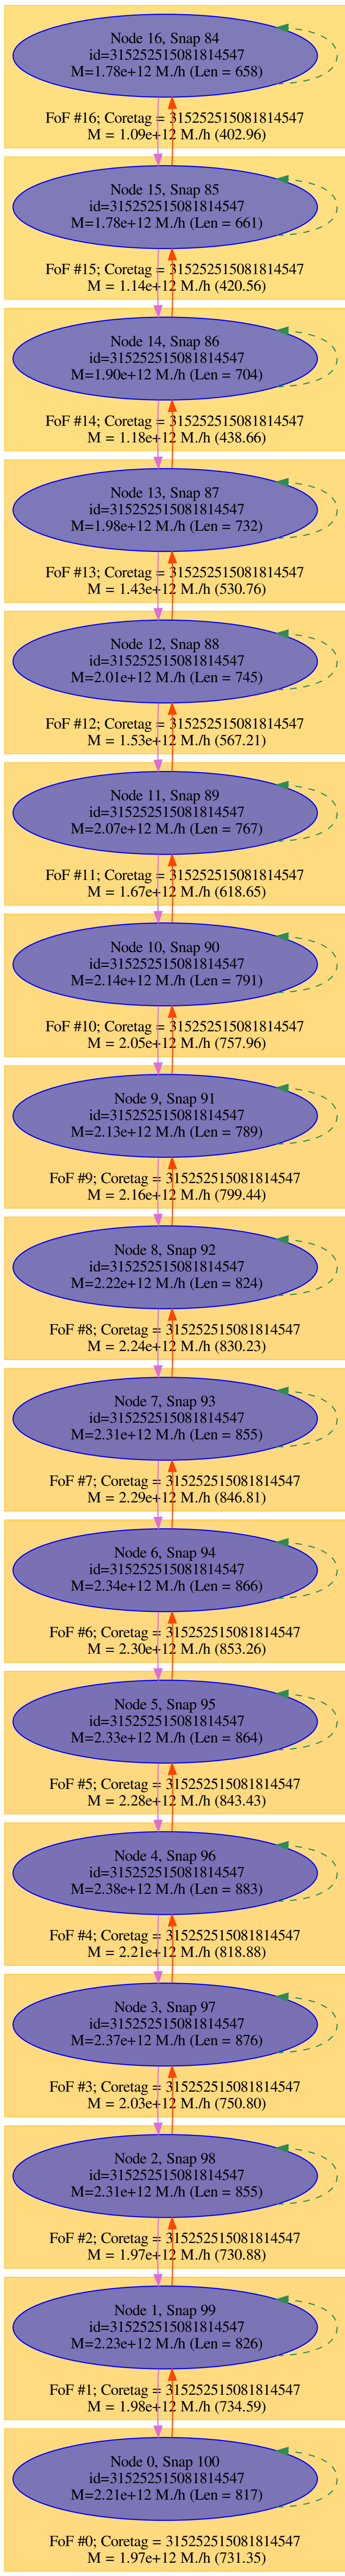 Node 16, Snap 84
id=315252515081814547
M=1.78e+12 M./h (Len = 658)
FoF #16; Coretag = 315252515081814547
M = 1.09e+12 M./h (402.96)
Node 15, Snap 85
id=315252515081814547
M=1.78e+12 M./h (Len = 661)
FoF #15; Coretag = 315252515081814547
M = 1.14e+12 M./h (420.56)
Node 14, Snap 86
id=315252515081814547
M=1.90e+12 M./h (Len = 704)
FoF #14; Coretag = 315252515081814547
M = 1.18e+12 M./h (438.66)
Node 13, Snap 87
id=315252515081814547
M=1.98e+12 M./h (Len = 732)
FoF #13; Coretag = 315252515081814547
M = 1.43e+12 M./h (530.76)
Node 12, Snap 88
id=315252515081814547
M=2.01e+12 M./h (Len = 745)
FoF #12; Coretag = 315252515081814547
M = 1.53e+12 M./h (567.21)
Node 11, Snap 89
id=315252515081814547
M=2.07e+12 M./h (Len = 767)
FoF #11; Coretag = 315252515081814547
M = 1.67e+12 M./h (618.65)
Node 10, Snap 90
id=315252515081814547
M=2.14e+12 M./h (Len = 791)
FoF #10; Coretag = 315252515081814547
M = 2.05e+12 M./h (757.96)
Node 9, Snap 91
id=315252515081814547
M=2.13e+12 M./h (Len = 789)
FoF #9; Coretag = 315252515081814547
M = 2.16e+12 M./h (799.44)
Node 8, Snap 92
id=315252515081814547
M=2.22e+12 M./h (Len = 824)
FoF #8; Coretag = 315252515081814547
M = 2.24e+12 M./h (830.23)
Node 7, Snap 93
id=315252515081814547
M=2.31e+12 M./h (Len = 855)
FoF #7; Coretag = 315252515081814547
M = 2.29e+12 M./h (846.81)
Node 6, Snap 94
id=315252515081814547
M=2.34e+12 M./h (Len = 866)
FoF #6; Coretag = 315252515081814547
M = 2.30e+12 M./h (853.26)
Node 5, Snap 95
id=315252515081814547
M=2.33e+12 M./h (Len = 864)
FoF #5; Coretag = 315252515081814547
M = 2.28e+12 M./h (843.43)
Node 4, Snap 96
id=315252515081814547
M=2.38e+12 M./h (Len = 883)
FoF #4; Coretag = 315252515081814547
M = 2.21e+12 M./h (818.88)
Node 3, Snap 97
id=315252515081814547
M=2.37e+12 M./h (Len = 876)
FoF #3; Coretag = 315252515081814547
M = 2.03e+12 M./h (750.80)
Node 2, Snap 98
id=315252515081814547
M=2.31e+12 M./h (Len = 855)
FoF #2; Coretag = 315252515081814547
M = 1.97e+12 M./h (730.88)
Node 1, Snap 99
id=315252515081814547
M=2.23e+12 M./h (Len = 826)
FoF #1; Coretag = 315252515081814547
M = 1.98e+12 M./h (734.59)
Node 0, Snap 100
id=315252515081814547
M=2.21e+12 M./h (Len = 817)
FoF #0; Coretag = 315252515081814547
M = 1.97e+12 M./h (731.35)